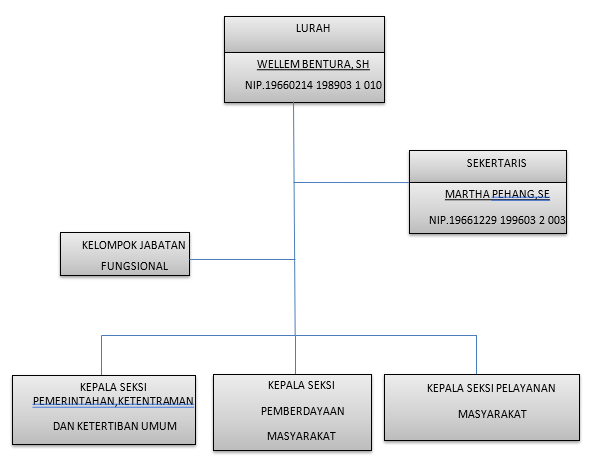 LURAH
WELLEM BENTURA, SH
NIP.19660214 198903 1 010
SEKERTARIS
MARTHA PEHANG,SE
NIP.19661229 199603 2 003
KELOMPOK JABATAN
FUNGSIONAL
KEPALA SEKSI
PEMERINTAHAN,KETENTRAMAN
DAN KETERTIBAN UMUM
KEPALA SEKSI
PEMBERDAYAAN
MASYARAKAT
KEPALA SEKSI PELAYANAN
MASYARAKAT